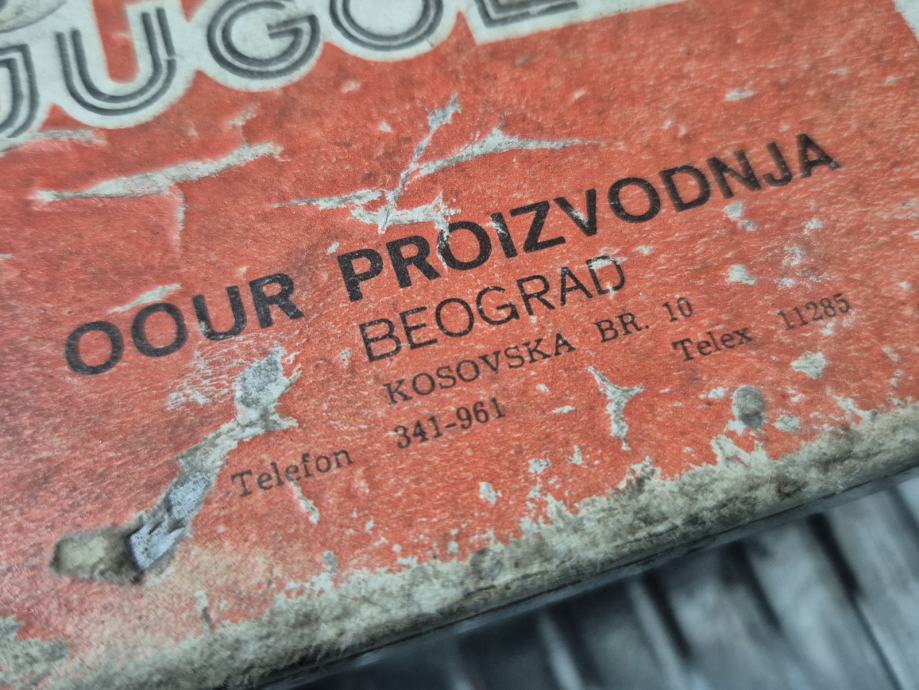 OOUR PROIZVODNJA
BEOGRAD
KOSOVSKA BR. 10
Telefon 341-961 Telex 11285